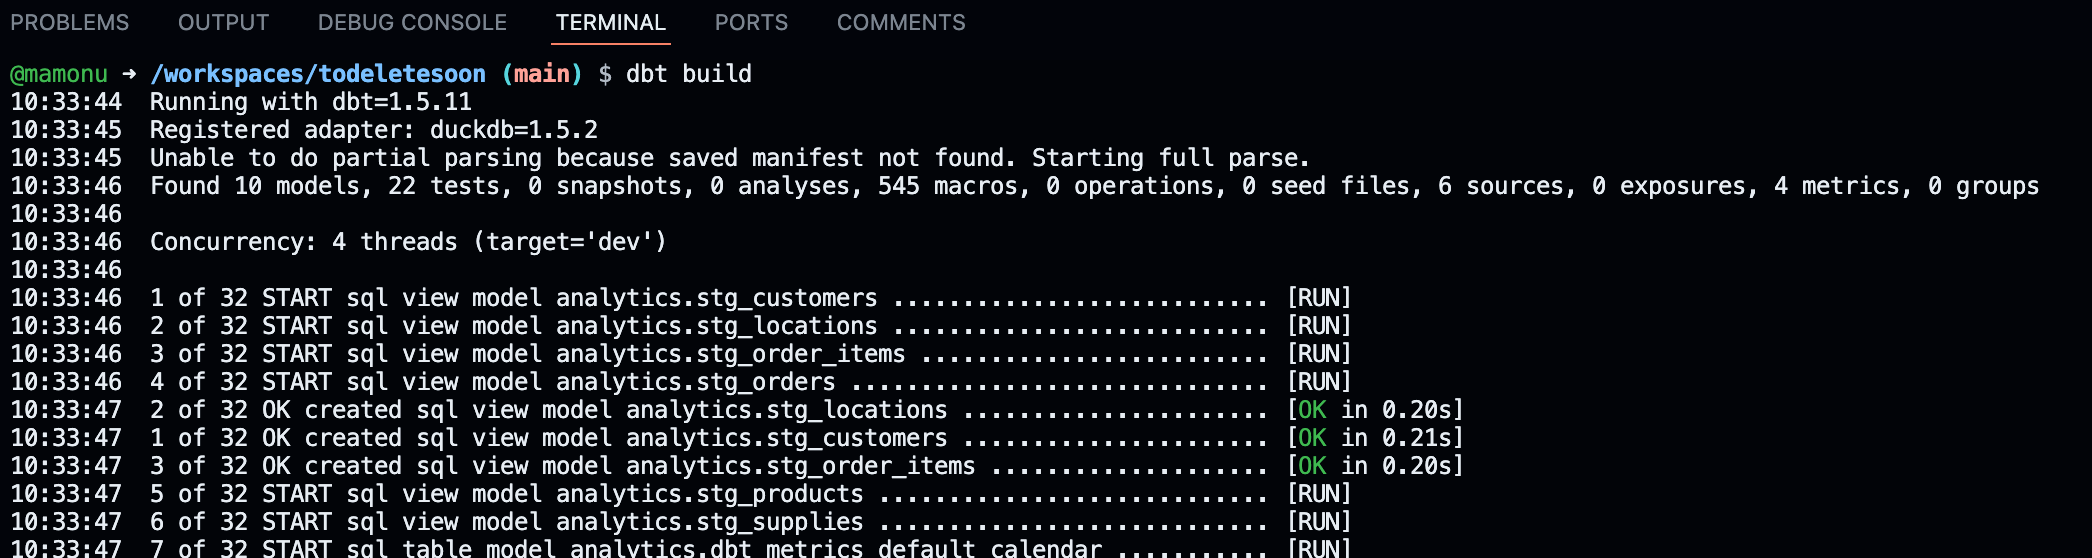 PROBLEMS OUTPUT DEBUG CONSOLE TERMINAL PORTS COMMENTS
@mamonu ➜ /workspaces/todeletesoon (main) $ dbt build
10:33:44  Running with dbt=1.5.11
10:33:45  Registered adapter: duckdb=1.5.2
10:33:45  Unable to do partial parsing because saved manifest not found. Starting full parse.
10:33:46  Found 10 models, 22 tests, 0 snapshots, 0 analyses, 545 macros, 0 operations, 0 seed files, 6 sources, 0 exposures, 4 metrics, 0 groups
10:33:46
10:33:46  Concurrency: 4 threads (target='dev')
10:33:46
10:33:46  1 of 32 START sql view model analytics.stg_customers ........................... [RUN]
10:33:46  2 of 32 START sql view model analytics.stg_locations ........................... [RUN]
10:33:46  3 of 32 START sql view model analytics.stg_order_items ......................... [RUN]
10:33:46  4 of 32 START sql view model analytics.stg_orders .............................. [RUN]
10:33:47  2 of 32 OK created sql view model analytics.stg_locations ...................... [OK in 0.20s]
10:33:47  1 of 32 OK created sql view model analytics.stg_customers ...................... [OK in 0.21s]
10:33:47  3 of 32 OK created sql view model analytics.stg_order_items .................... [OK in 0.20s]
10:33:47  5 of 32 START sql view model analytics.stg_products ............................ [RUN]
10:33:47  6 of 32 START sql view model analytics.stg_supplies ............................ [RUN]
10:33:47  7 of 32 START sql table model analytics.dbt_metrics_default_calendar ........... [RUN]